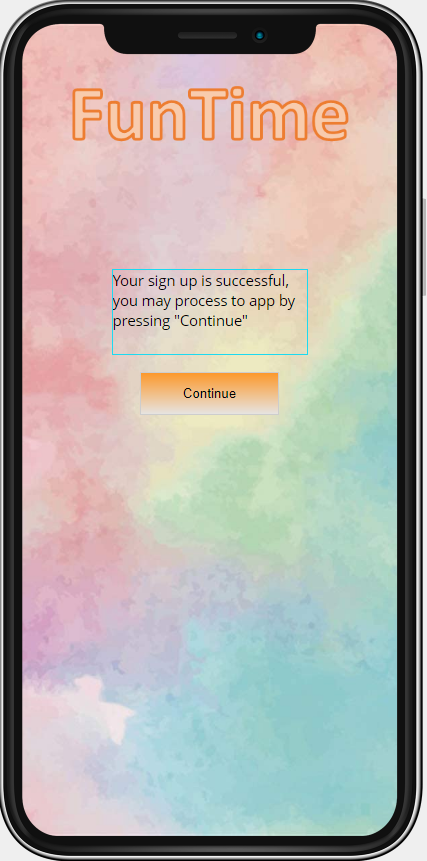 FunTime
Your sign up is successful,
you may process to app by
pressing "Continue"
Continue